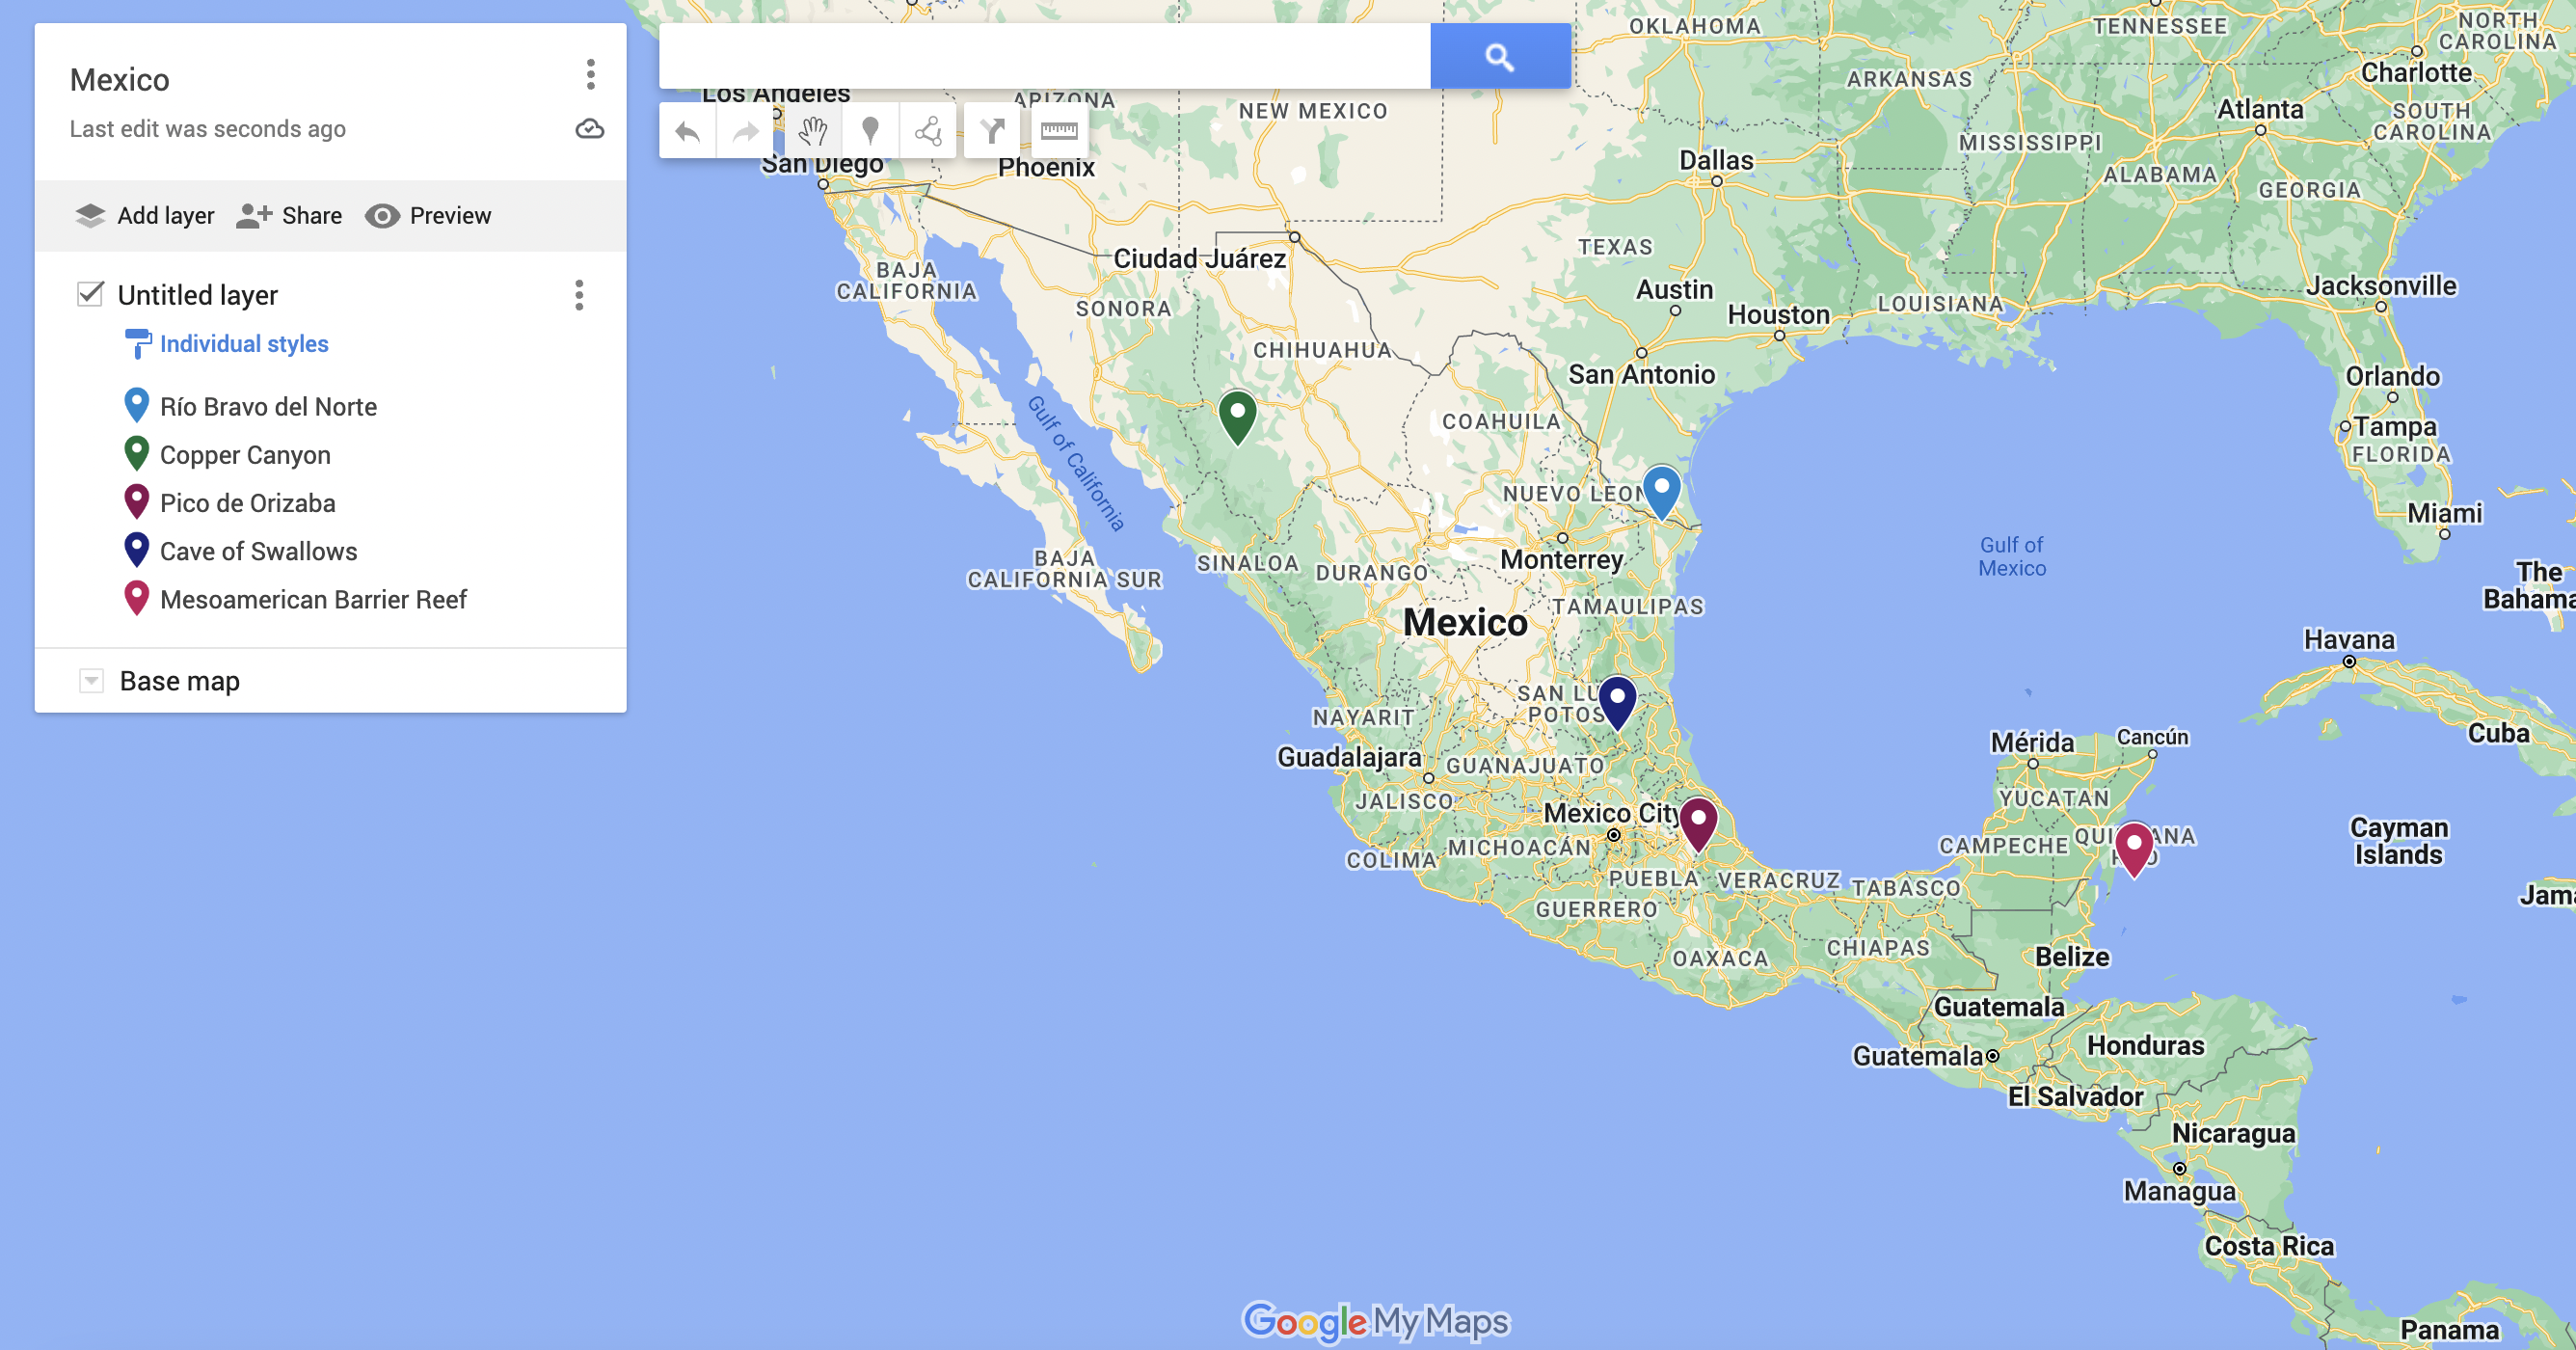 Mexico
Last edit was seconds ago
Add layer
Share
Preview
Untitled layer
Individual styles
Río Bravo del Norte
Copper Canyon
Pico de Orizaba
Cave of Swallows
Mesoamerican Barrier Reef
Base map
OKLAHOMA
TENNESSEE
NORTH
CAROLINA
ARKANSAS
Charlotte
Los Angeles
ARIZONA
NEW MEXICO
Atlanta
SOUTH
CAROLINA
MISSISSIPPI
San Diego
Phoenix
Dallas
ALABAMA
GEORGIA
TEXAS
Ciudad Juárez
BAJA
CALIFORNIA
SONORA
Austin
Houston
LOUISIANA
Jacksonville
CHIHUAHUA
San Antonio
Orlando
COAHUILA
Tampa
FLORIDA
Gulf of California
NUEVO LEON
Miami
Gulf of
Mexico
Monterrey
BAJA
CALIFORNIA SUR
SINALOA
DURANGO
The
Bahama
TAMAULIPAS
Mexico
Havana
SAN LU
POTOS
NAYARIT
Cuba
Mérida
Cancún
Guadalajara
GUANAJUATO
JALISCO
YUCATAN
Mexico City
Cayman
Islands
COLIMA
MICHOACÁN
CAMPECHE
QUI
ANA
O
PUEBLA
VERACRUZ
TABASCO
Jam
GUERRERO
OAXACA
CHIAPAS
Belize
Guatemala
Honduras
Guatemala
El Salvador
Nicaragua
Managua
Costa Rica
Google My Maps
Panama